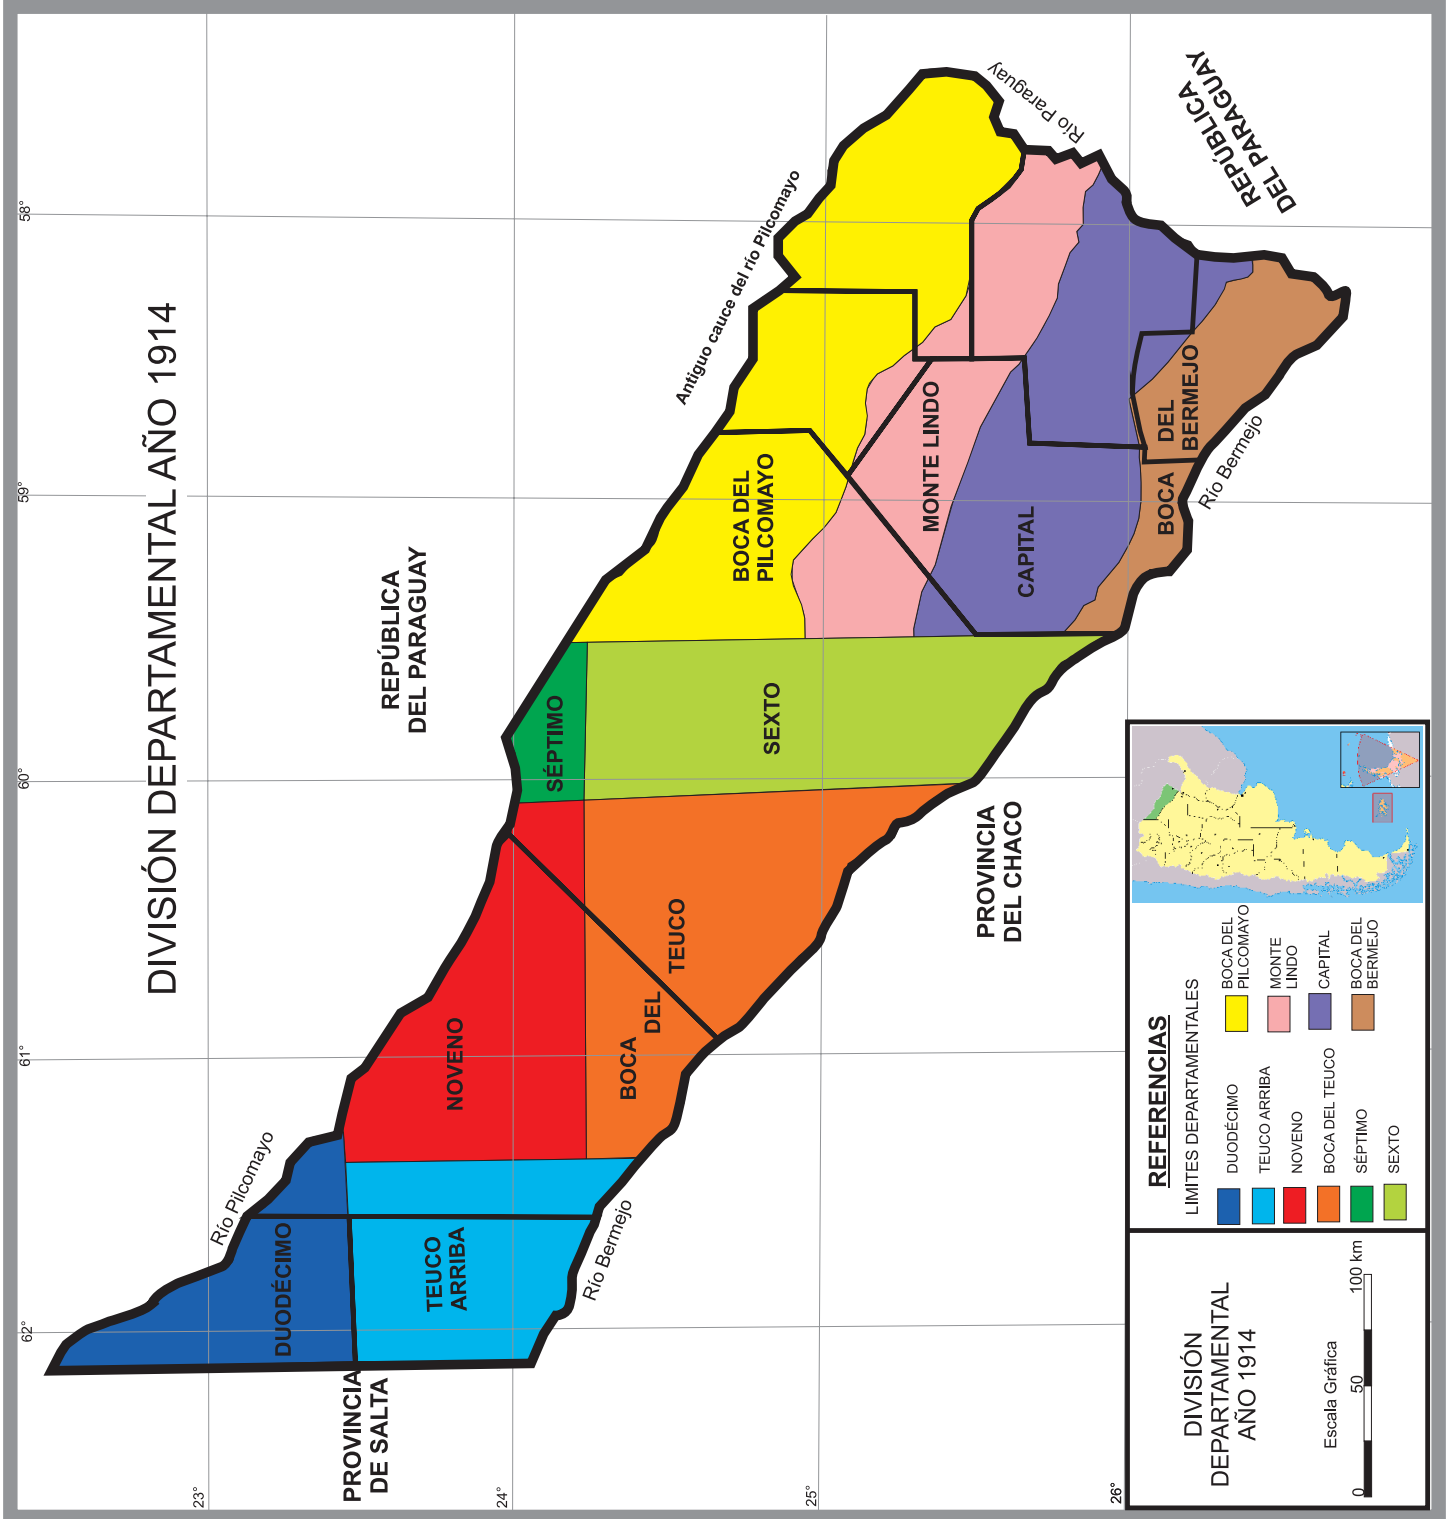 DIVISIÓN DEPARTAMENTAL AÑO 1914
62°
61°
60°
59°
58°
23°
24°
25°
26°
REPÚBLICA
DEL PARAGUAY
Río Pilcomayo
Antiguo cauce del río Pilcomayo
Río Paraguay
REPÚBLICA
DEL PARAGUAY
PROVINCIA
DE SALTA
DUODÉCIMO
TEUCO
ARRIBA
NOVENO
BOCA
DEL
TEUCO
SÉPTIMO
SEXTO
BOCA DEL
PILCOMAYO
MONTE LINDO
CAPITAL
BOCA
DEL
BERMEJO
Río Bermejo
Río Bermejo
PROVINCIA
DEL CHACO
DIVISIÓN
DEPARTAMENTAL
AÑO 1914
Escala Gráfica
0
50
100 km
REFERENCIAS
LIMITES DEPARTAMENTALES
DUODÉCIMO
TEUCO ARRIBA
NOVENO
BOCA DEL TEUCO
SÉPTIMO
SEXTO
BOCA DEL
PILCOMAYO
MONTE
LINDO
CAPITAL
BOCA DEL
BERMEJO